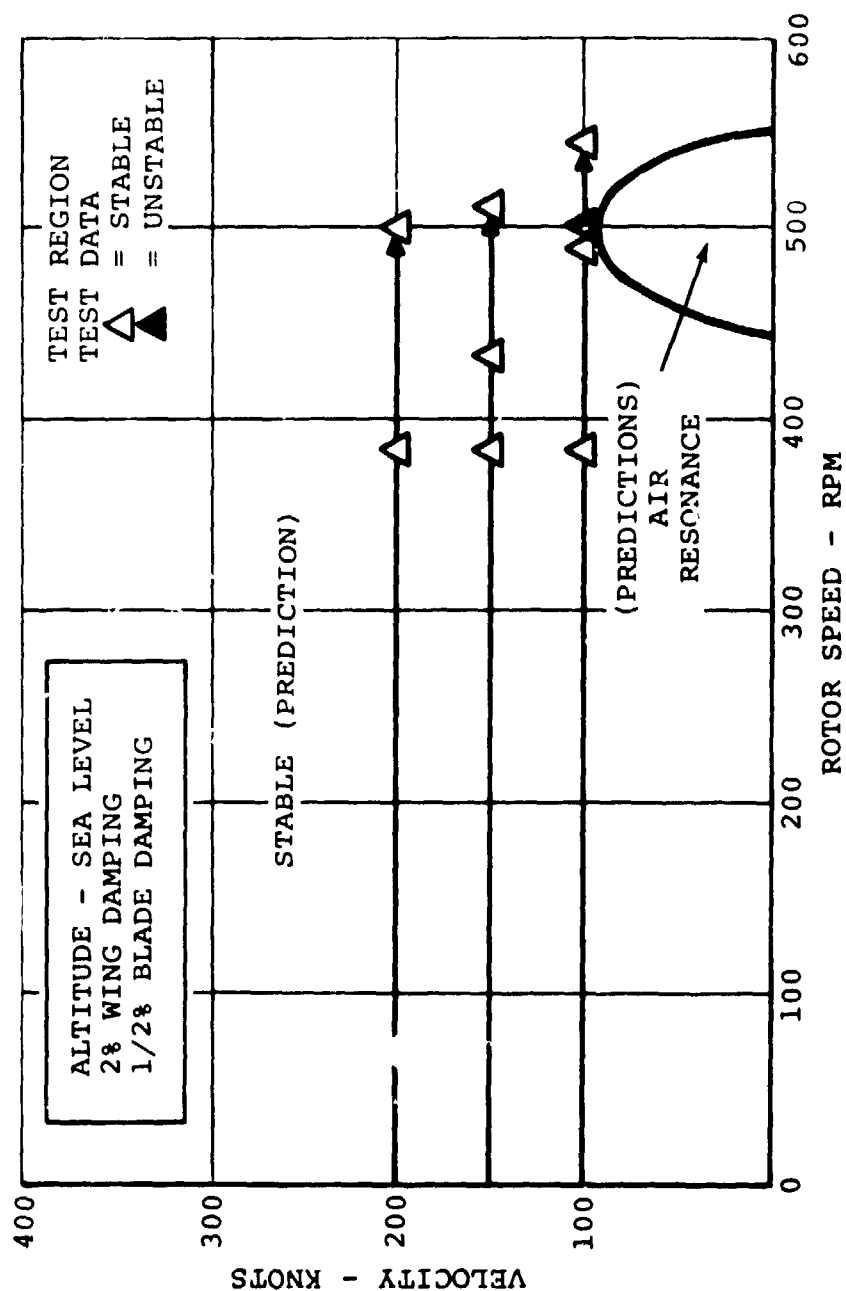 TEST REGION
TEST DATA
△ = STABLE
▲ = UNSTABLE
ALTITUDE - SEA LEVEL
2% WING DAMPING
1/2% BLADE DAMPING
STABLE (PREDICTION)
(PREDICTIONS)
AIR
RESONANCE
VELOCITY - KNOTS
400
300
200
100
0
100
200
300
400
500
600
ROTOR SPEED - RPM